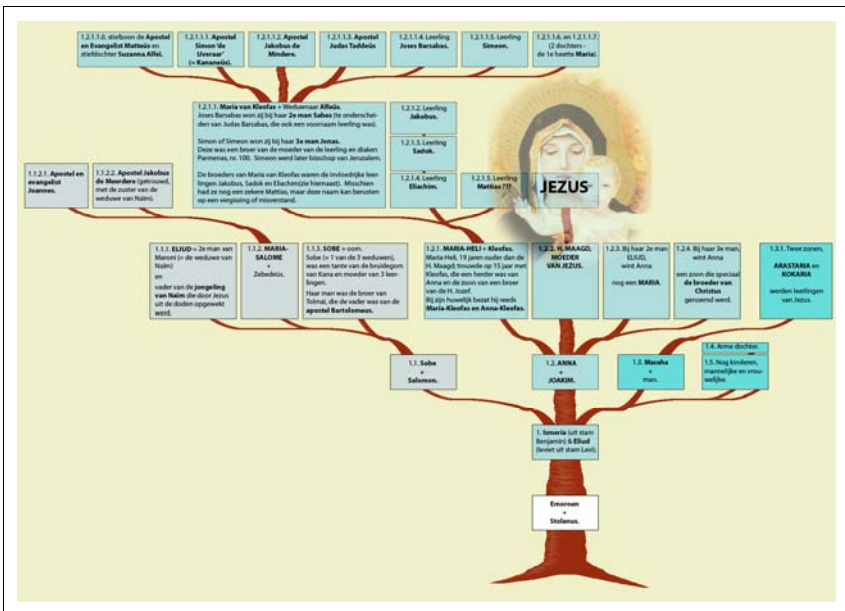 1.2.1.1.0. stiefzoon de Apostel
en Evangelist Matteüs en
stiefdochter Suzanna Alfei.
1.2.1.1.1. Apostel
Simon 'de
IJveraar'
(= Kananeüs).
1.2.1.1.2. Apostel
Jakobus de
Mindere.
1.2.1.1.3. Apostel
Judas Taddeüs
1.2.1.1.4. Leerling
Joses Barsabas.
1.2.1.1.5. Leerling
Simeon.
1.2.1.1.6. en 1.2.1.1.7.
(2 dochters -
de 1e heette Maria).
1.2.1.1. Maria van Kleofas + Weduwnaar Alfeüs.
Joses Barsabas won zij bij haar 2e man Sabas (te onderschei-
den van Judas Barsabas, die ook een voornaam leerling was).
Simon of Simeon won zij bij haar 3e man Jonas.
Deze was een broer van de moeder van de leerling en diaken
Parmenas, nr. 100. Simeon werd later bisschop van Jeruzalem.
De broeders van Maria van Kleofas waren de invloedrijke leer-
lingen Jakobus, Sadok en Eliachim(zie hiernaast). Misschien
had ze nog een zekere Mattias, maar deze naam kan berusten
op een vergissing of misverstand.
1.2.1.2. Leerling
Jakobus.
1.2.1.3. Leerling
Sadok.
1.2.1.4. Leerling
Eliachim.
1.2.1.5. Leerling
Mattias ???
JEZUS
1.1.2.1. Apostel en
evangelist
Joannes.
1.1.2.2. Apostel Jakobus
de Meerdere (getrouwd,
met de zuster van de
weduwe van Naïm).
1.1.1. ELIUD = 2e man van
Maroni (= de weduwe van
Naïm)
en
vader van de jongeling
van Naïm die door Jezus
uit de doden opgewekt
werd.
1.1.2. MARIA-
SALOME
+
Zebedeüs.
1.1.3. SOBE + oom.
Sobe (= 1 van de 3 weduwen),
was een tante van de bruidegom
van Kana en moeder van 3 leer-
lingen.
Haar man was de broer van
Tolmai, die de vader was van de
apostel Bartolomeus.
1.2.1. MARIA-HELI + Kleofas.
Maria-Heli, 19 jaren ouder dan de
H. Maagd; trouwde op 15 jaar met
Kleofas, die een herder was van
Anna en de zoon van een broer
van de H. Jozef.
Bij zijn huwelijk bezat hij reeds
Maria-Kleofas en Anna-Kleofas.
1.2.2. H. MAAGD,
MOEDER
VAN JEZUS.
1.2.3. Bij haar 2e man
ELIUD,
wint Anna
nog een MARIA.
1.2.4. Bij haar 3e man,
wint Anna
een zoon die speciaal
de broeder van
Christus
genoemd werd.
1.3.1. Twee zonen,
ARASTARIA en
KOKARIA
werden leerlingen
van Jezus.
1.1. Sobe
+
Salomon.
1.2. ANNA
+
JOAKIM.
1.3. Maraha
+
man.
1.4. Arme dochter.
1.5. Nog kinderen,
mannelijke en vrou-
welijke.
1. Ismeria (uit stam
Benjamin) & Eliud
(leviet uit stam Levi).
Emoroen
+
Stolanus.